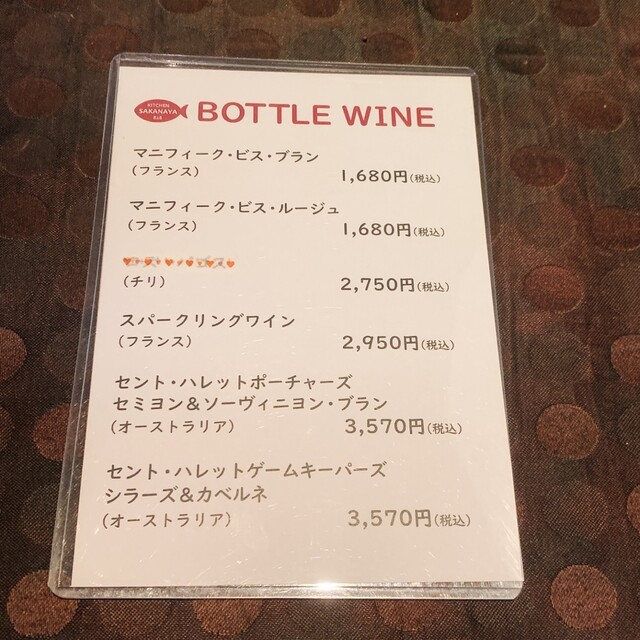 KITCHEN
SAKANAYA
BAR
BOTTLE WINE
マニフィーク・ビス・ブラン
(フランス)
1,680円(税込)
マニフィーク・ビス・ルージュ
(フランス)
1,680円(税込)
(チリ)
2,750円(税込)
スパークリングワイン
(フランス)
2,950円(税込)
セント・ハレットポーチャーズ
セミヨン&ソーヴィニヨン・ブラン
(オーストラリア)
3,570円(税込)
セント・ハレットゲームキーパーズ
シラーズ&カベルネ
(オーストラリア)
3,570円(税込)